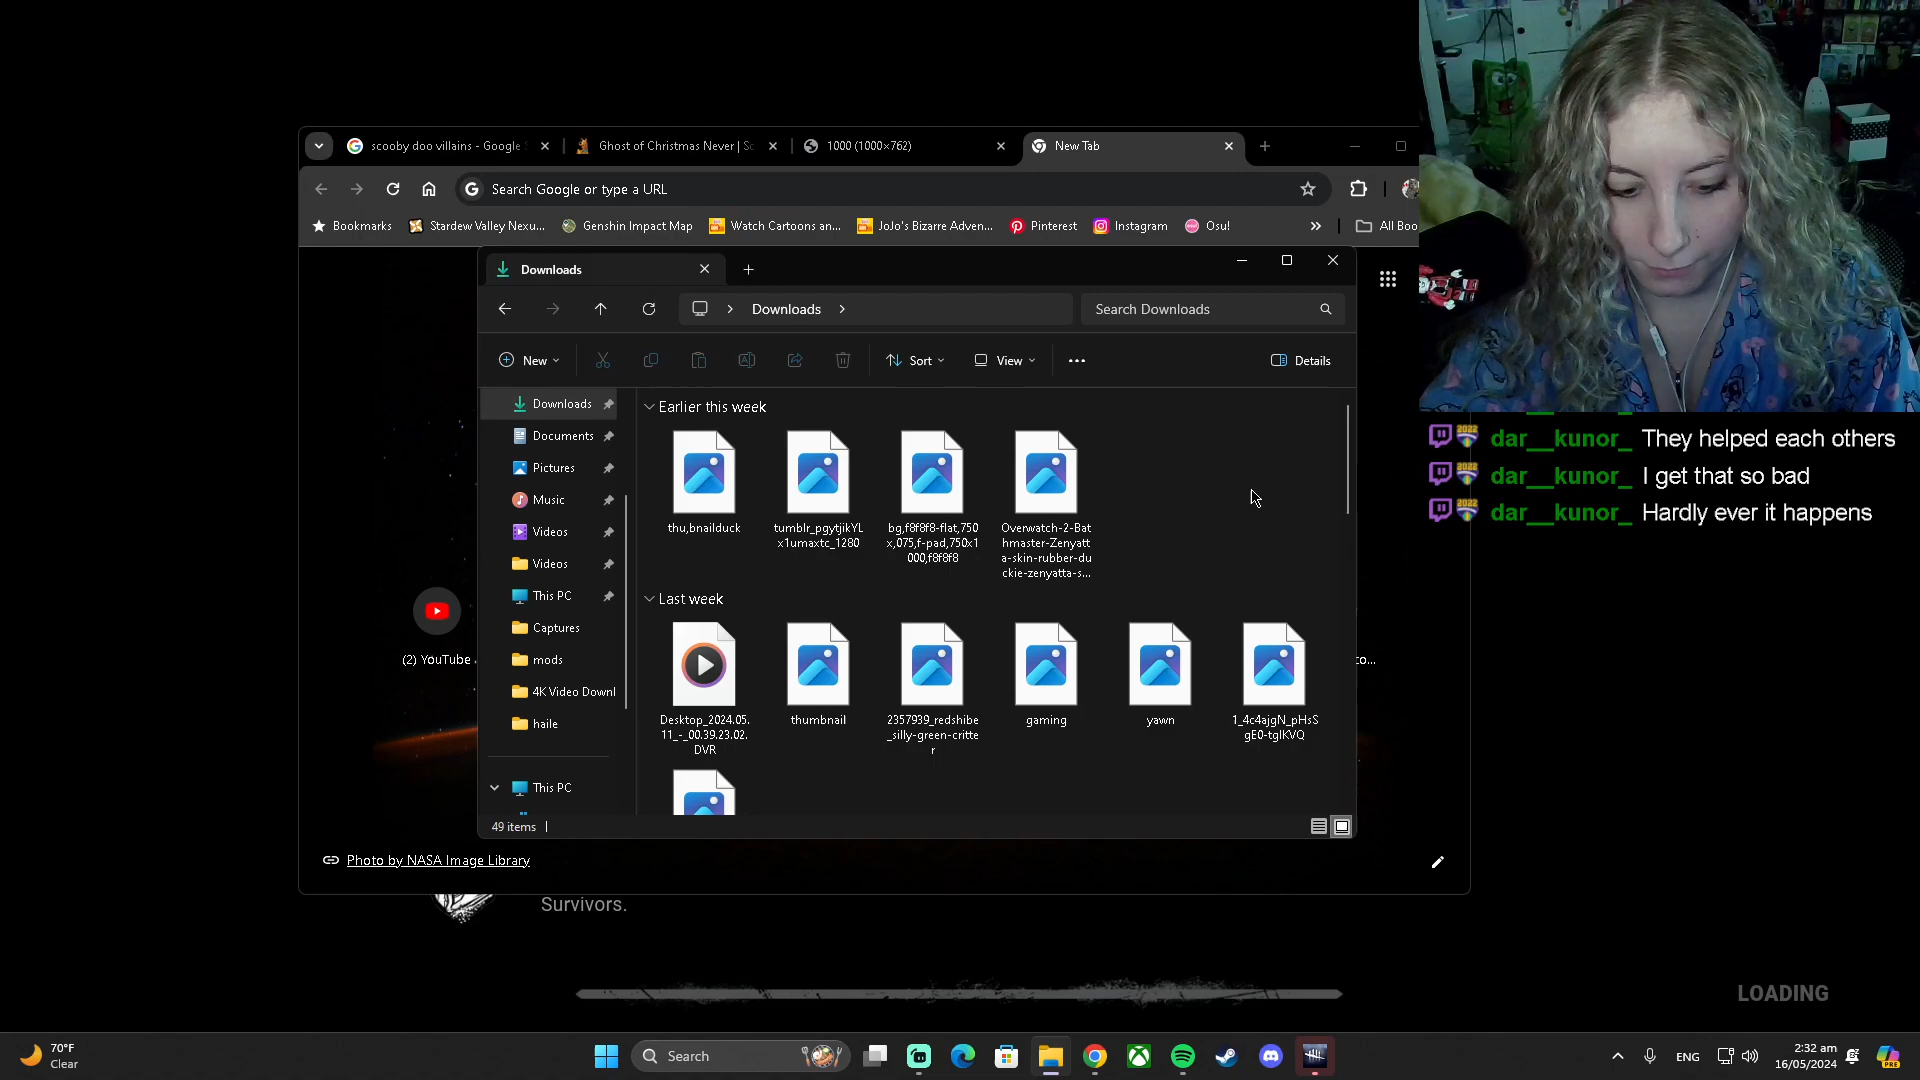 scooby doo villains - Google
Ghost of Christmas Never | Sc
1000 (1000×762)
New Tab
Search Google or type a URL
Bookmarks
Stardew Valley Nexu...
Genshin Impact Map
Watch Cartoons an...
JoJo's Bizarre Adven...
Pinterest
Instagram
Osu!
»
All Boo
Downloads
Downloads
Search Downloads
New
Sort
View
Details
Downloads
Documents
Pictures
Music
Videos
Videos
This PC
Captures
mods
4K Video Downl
haile
This PC
Earlier this week
thu,bnailduck
tumblr_pgytjikYL
x1umaxtc_1280
bg,f8f8f8-flat,750
x,075,f-pad,750x1
000,f8f8f8
Overwatch-2-Bat
hmaster-Zenyatt
a-skin-rubber-du
ckie-zenyatta-s...
Last week
Desktop_2024.05.
11_-_00.39.23.02.
DVR
thumbnail
2357939_redshibe
_silly-green-critte
r
gaming
yawn
1_4c4ajgN_pHsS
gE0-tglKVQ
49 items
(2) YouTube
co...
Photo by NASA Image Library
Survivors.
LOADING
dar__kunor_ They helped each others
dar__kunor_ I get that so bad
dar__kunor_ Hardly ever it happens
70°F
Clear
Search
ENG
2:32 am
16/05/2024
PRE